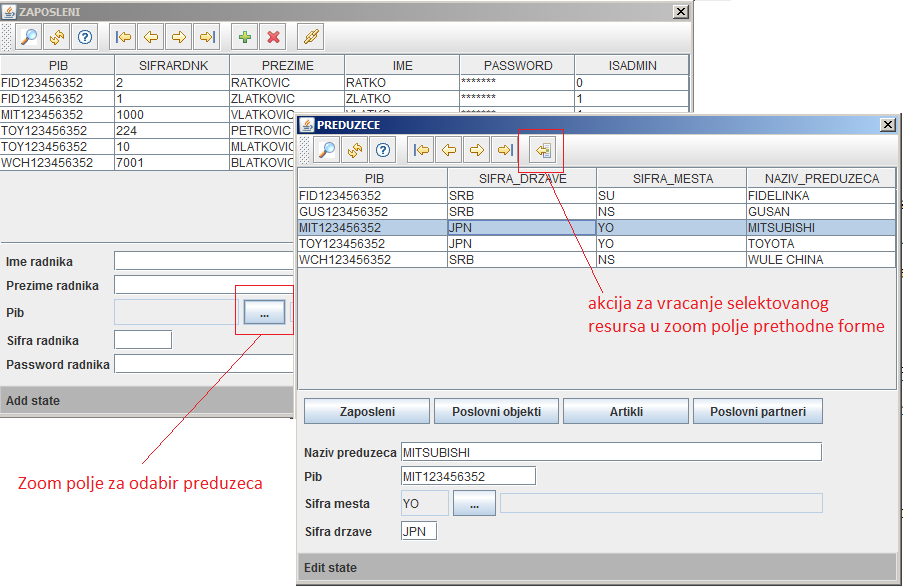 ZAPOSLENI
PIB SIFRARDNK PREZIME IME PASSWORD ISADMIN
FID123456352 2 RATKOVIC RATKO ******* 0
FID123456352 1 ZLATKOVIC ZLATKO ******* 1
MIT123456352 1000 VLATKOVIC
TOY123456352 224 PETROVIC
TOY123456352 10 MLATKOVIC
WCH123456352 7001 BLATKOVIC
Ime radnika
Prezime radnika
Pib ...
Sifra radnika
Password radnika
Add state
Zoom polje za odabir preduzeca
PREDUZECE
PIB SIFRA_DRZAVE SIFRA_MESTA NAZIV_PREDUZECA
FID123456352 SRB SU FIDELINKA
GUS123456352 SRB NS GUSAN
MIT123456352 JPN YO MITSUBISHI
TOY123456352 JPN YO TOYOTA
WCH123456352 SRB NS WULE CHINA
akcija za vracanje selektovanog
resursa u zoom polje prethodne forme
Zaposleni Poslovni objekti Artikli Poslovni partneri
Naziv preduzeca MITSUBISHI
Pib MIT123456352
Sifra mesta YO ...
Sifra drzave JPN
Edit state